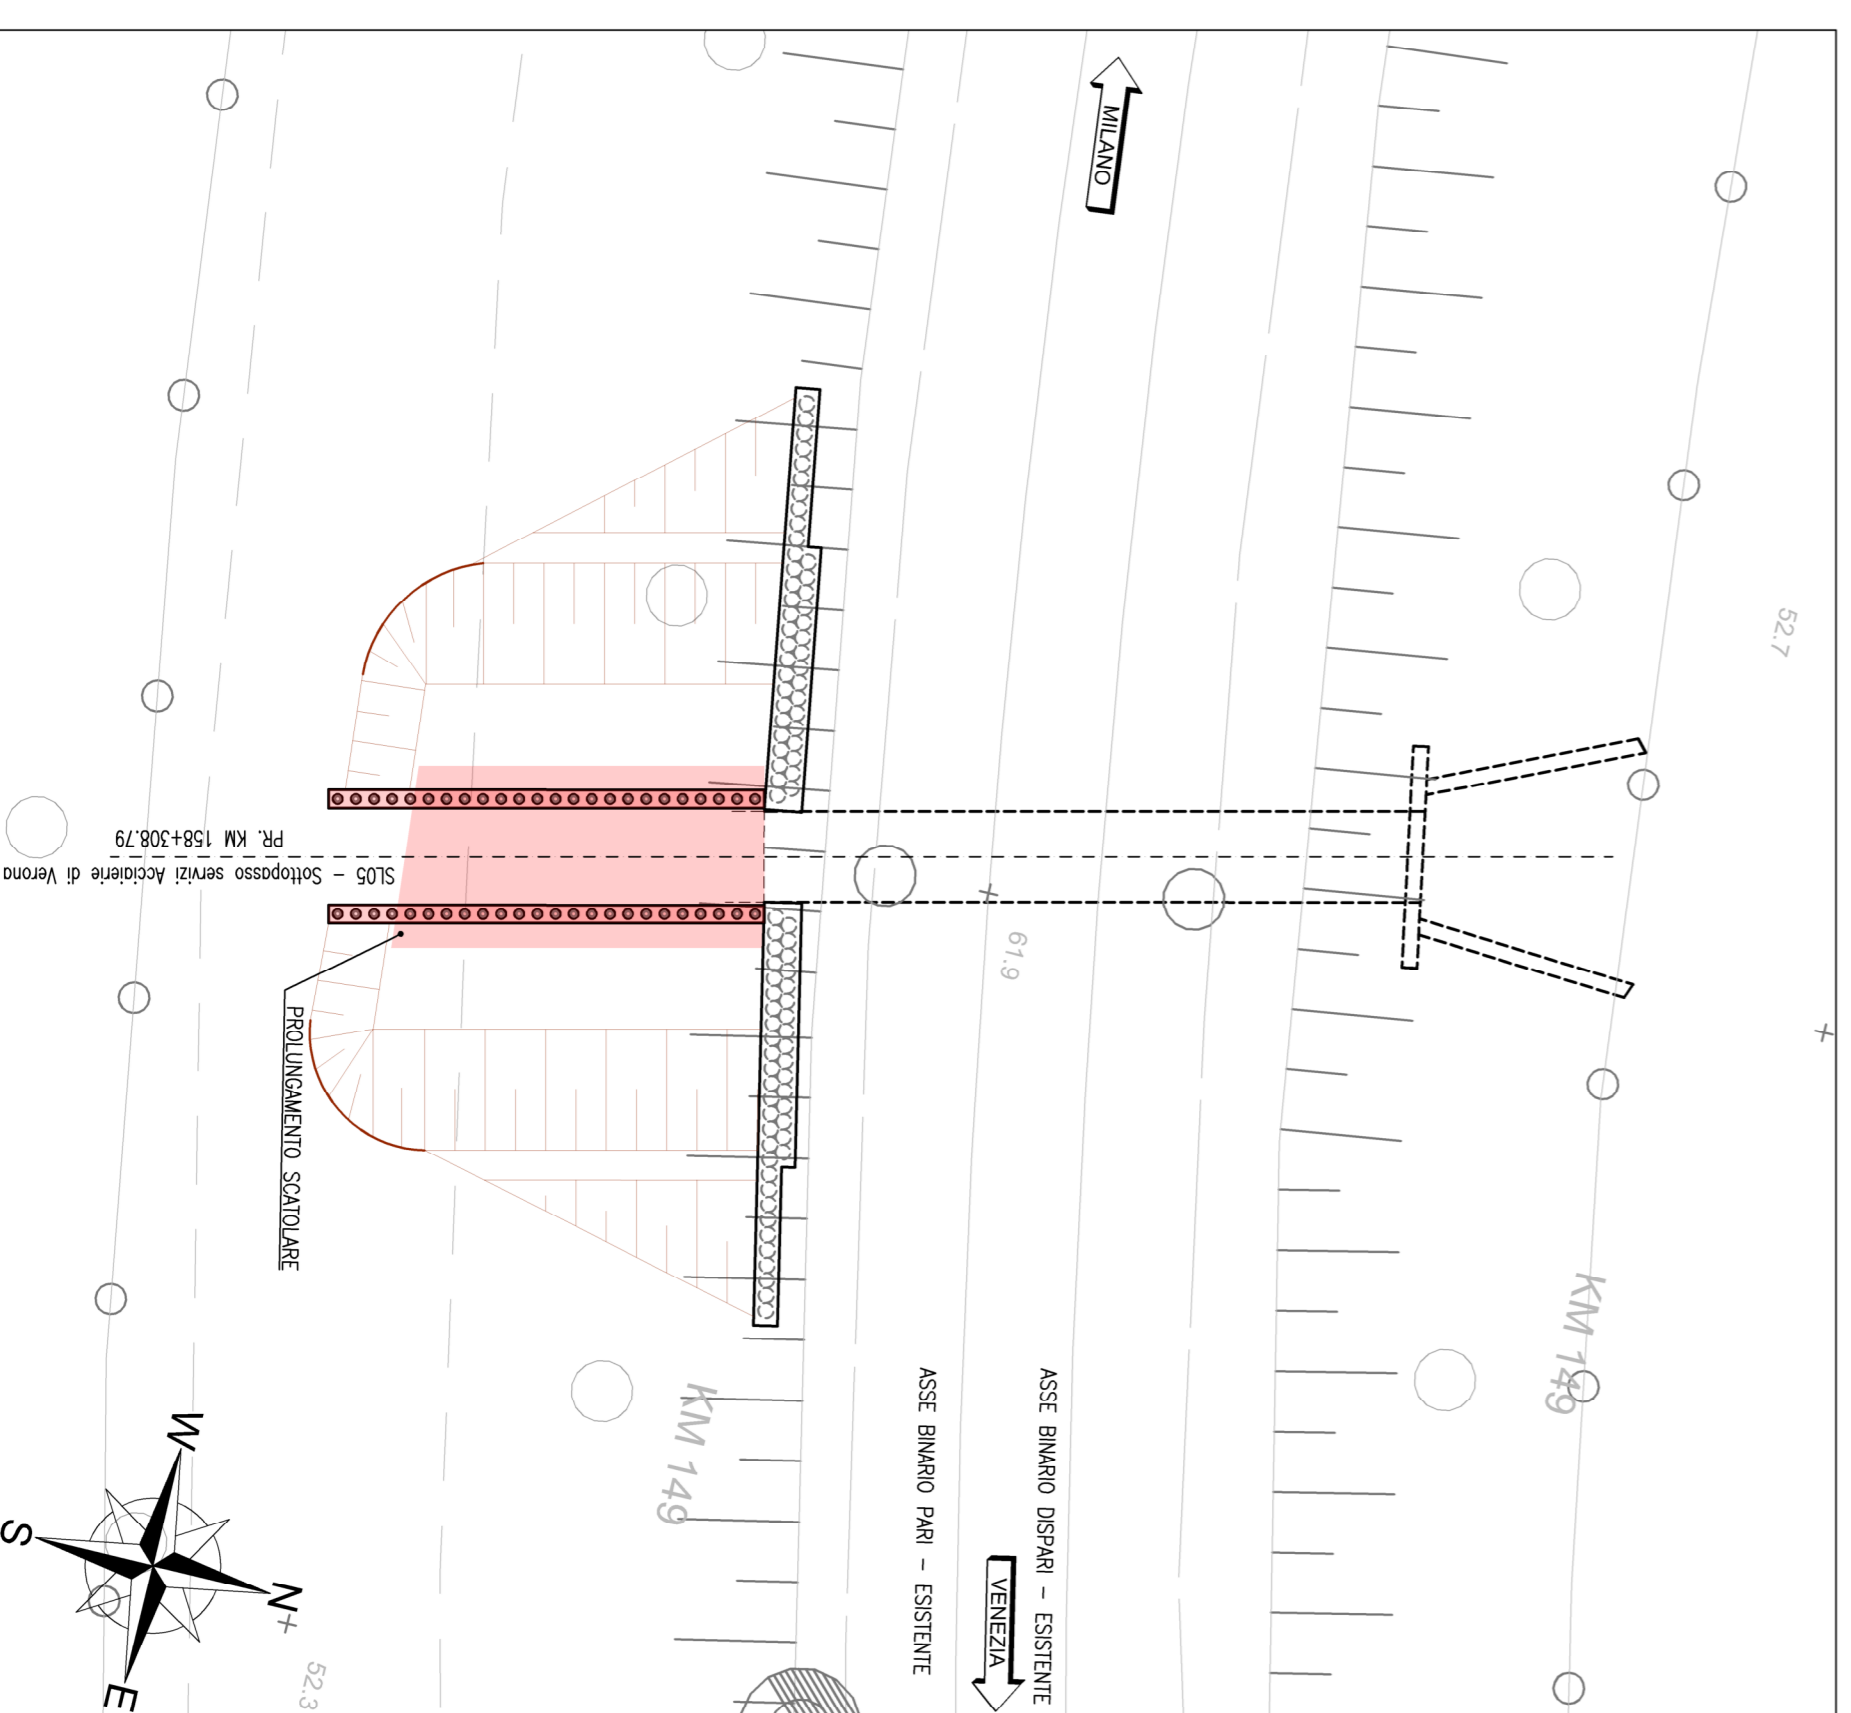 MILANO
52.7
PR. KM 158+308.79
SL05 - Sottopasso servizi Acciaierie di Verona
61.9
PROLUNGAMENTO SCATOLARE
KM 149
KM 149
ASSE BINARIO PARI - ESISTENTE
ASSE BINARIO DISPARI - ESISTENTE
VENEZIA
W
S
N
E
52.3